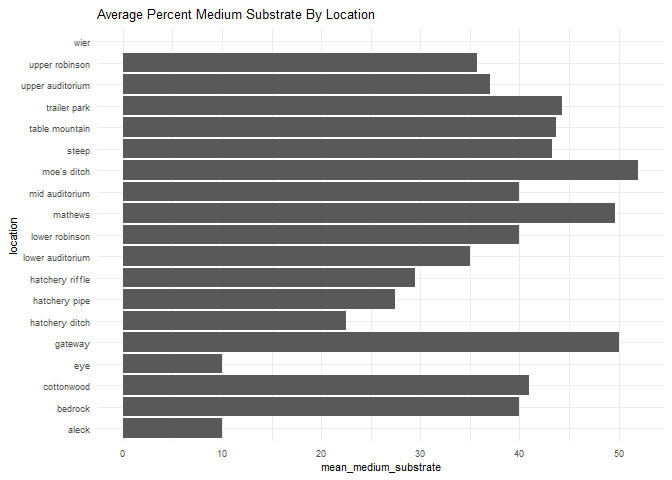 Average Percent Medium Substrate By Location
wier
upper robinson
upper auditorium
trailer park
table mountain
steep
moe's ditch
mid auditorium
mathews
lower robinson
lower auditorium
hatchery riffle
hatchery pipe
hatchery ditch
gateway
eye
cottonwood
bedrock
aleck
location
0 10 20 30 40 50
mean_medium_substrate